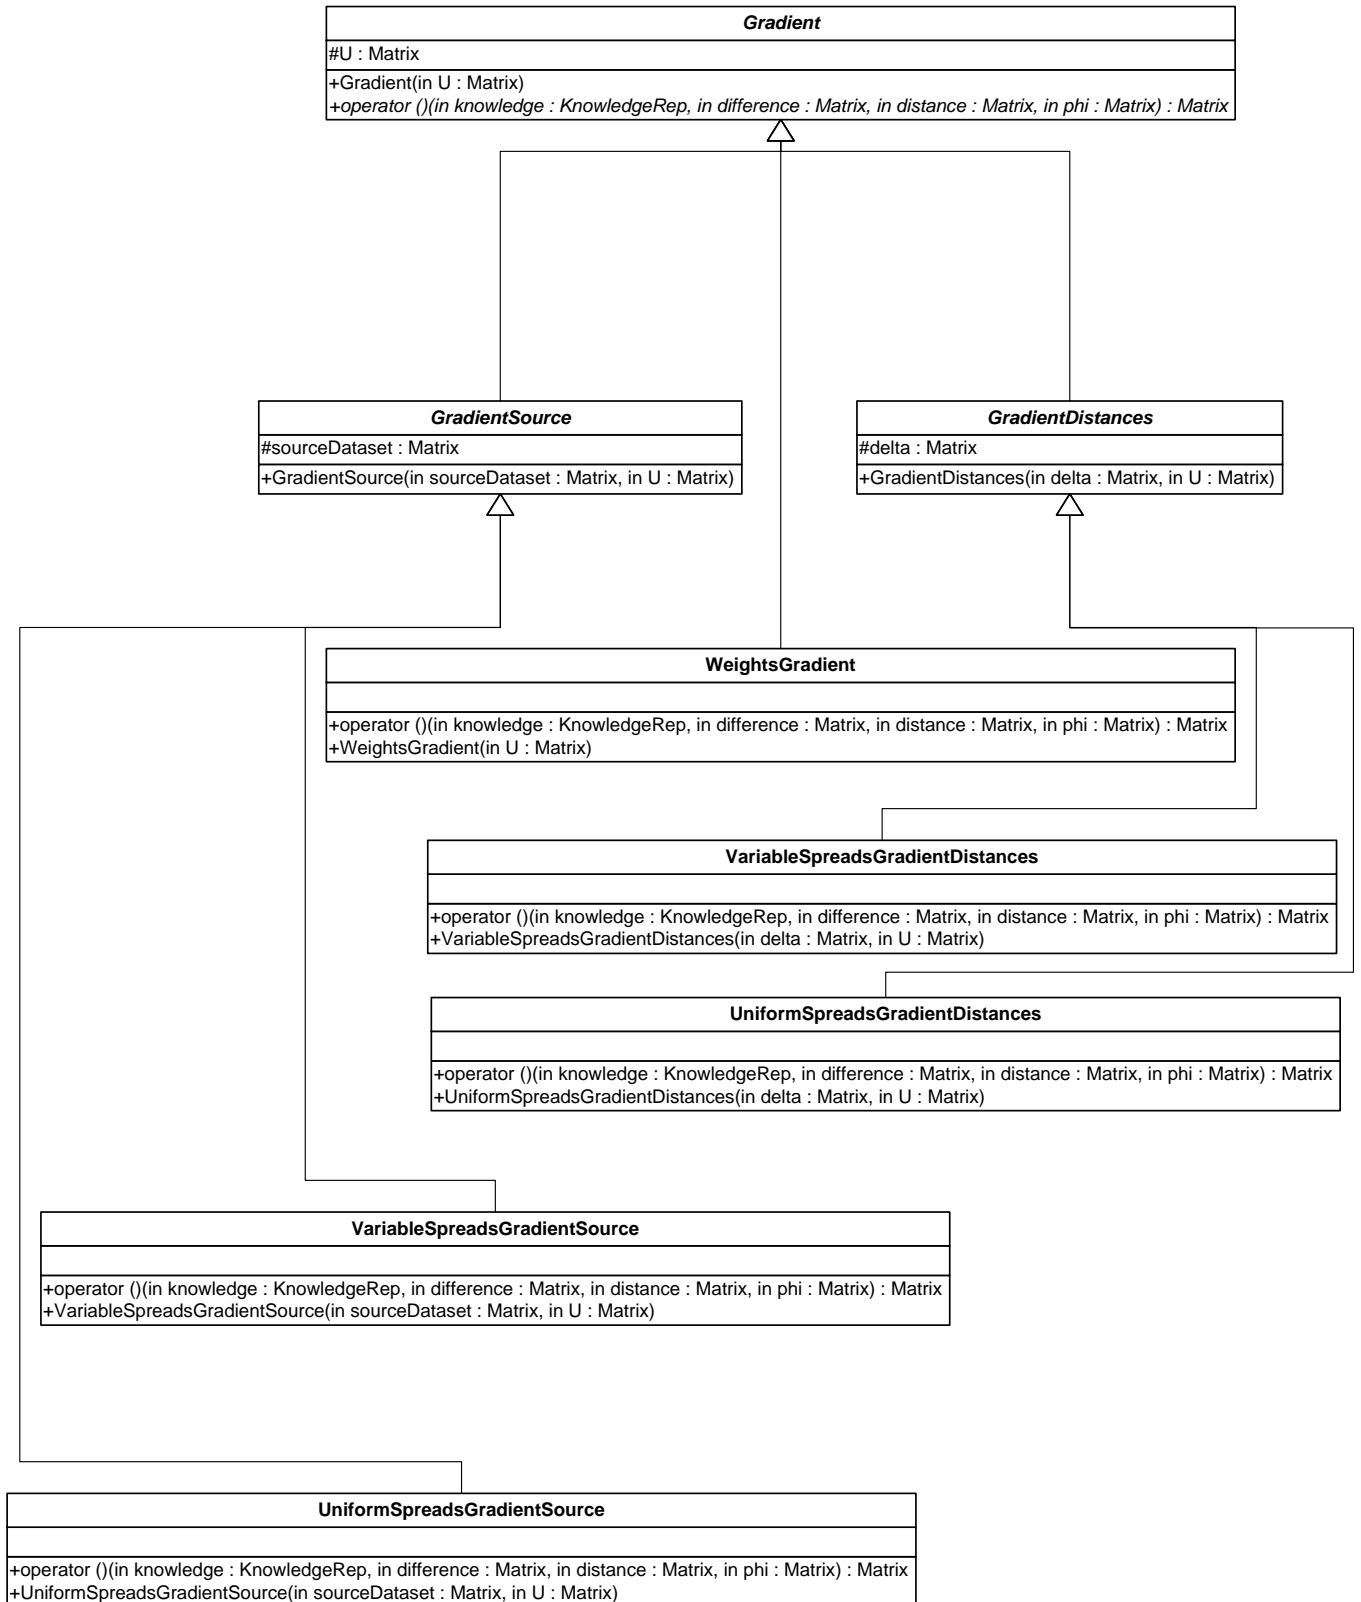 Gradient
#U : Matrix
+Gradient(in U : Matrix)
+operator ()(in knowledge : KnowledgeRep, in difference : Matrix, in distance : Matrix, in phi : Matrix) : Matrix
GradientSource
#sourceDataset : Matrix
+GradientSource(in sourceDataset : Matrix, in U : Matrix)
GradientDistances
#delta : Matrix
+GradientDistances(in delta : Matrix, in U : Matrix)
WeightsGradient
+operator ()(in knowledge : KnowledgeRep, in difference : Matrix, in distance : Matrix, in phi : Matrix) : Matrix
+WeightsGradient(in U : Matrix)
VariableSpreadsGradientDistances
+operator ()(in knowledge : KnowledgeRep, in difference : Matrix, in distance : Matrix, in phi : Matrix) : Matrix
+VariableSpreadsGradientDistances(in delta : Matrix, in U : Matrix)
UniformSpreadsGradientDistances
+operator ()(in knowledge : KnowledgeRep, in difference : Matrix, in distance : Matrix, in phi : Matrix) : Matrix
+UniformSpreadsGradientDistances(in delta : Matrix, in U : Matrix)
VariableSpreadsGradientSource
+operator ()(in knowledge : KnowledgeRep, in difference : Matrix, in distance : Matrix, in phi : Matrix) : Matrix
+VariableSpreadsGradientSource(in sourceDataset : Matrix, in U : Matrix)
UniformSpreadsGradientSource
+operator ()(in knowledge : KnowledgeRep, in difference : Matrix, in distance : Matrix, in phi : Matrix) : Matrix
+UniformSpreadsGradientSource(in sourceDataset : Matrix, in U : Matrix)